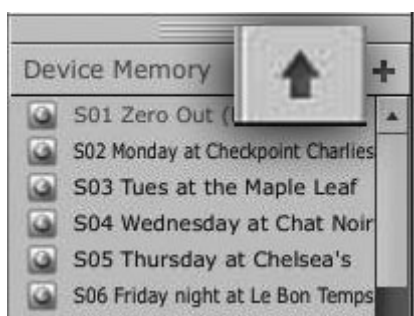 Device Memory
S01 Zero Out (
S02 Monday at Checkpoint Charlies
S03 Tues at the Maple Leaf
S04 Wednesday at Chat Noir
S05 Thursday at Chelsea's
S06 Friday night at Le Bon Temps